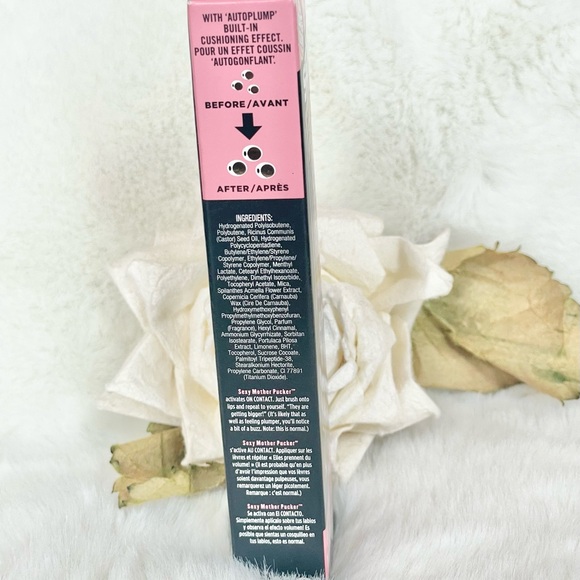 WITH 'AUTOPLUMP'
BUILT-IN
CUSHIONING EFFECT.
POUR UN EFFET COUSSIN
'AUTOGONFLANT'.
BEFORE/AVANT
AFTER/APRÈS
INGREDIENTS:
Hydrogenated Polyisobutene,
Polybutene, Ricinus Communis
(Castor) Seed Oil, Hydrogenated
Polycyclopentadiene,
Butylene/Ethylene/Styrene
Copolymer, Ethylene/Propylene/
Styrene Copolymer, Menthyl
Lactate, Cetearyl Ethylhexanoate,
Polyethylene, Dimethyl Isosorbide,
Tocopheryl Acetate, Mica,
Spilanthes Acmella Flower Extract,
Copernicia Cerifera (Carnauba)
Wax (Cire De Carnauba),
Hydroxymethoxyphenyl
Propylmethylmethoxybenzofuran,
Propylene Glycol, Parfum
(Fragrance), Hexyl Cinnamal,
Ammonium Glycyrrhizate, Sorbitan
Isostearate, Portulaca Pilosa
Extract, Limonene, BHT,
Tocopherol, Sucrose Cocoate,
Palmitoyl Tripeptide-38,
Stearalkonium Hectorite,
Propylene Carbonate, CI 77891
(Titanium Dioxide).
Sexy Mother Pucker™
activates ON CONTACT. Just brush onto
lips and repeat to yourself. "They are
getting bigger!" (It's likely that as
well as feeling plumper, you'll notice
a bit of a buzz. Note: this is normal.)
Sexy Mother Pucker™
s'active AU CONTACT. Appliquer sur les
lèvres et répéter « Elles prennent du
volume! » (Il est probable qu'en plus
d'avoir l'impression que vos lèvres
soient davantage pulpeuses, vous
remarquerez un léger picotement.
Remarque : c'est normal.)
Sexy Mother Pucker™
Se activa con El CONTACTO.
Simplemente aplícalo sobre tus labios
y observa el efecto volumen! Es
posible que sientas un cosquilleo en
tus labios, esto es normal.